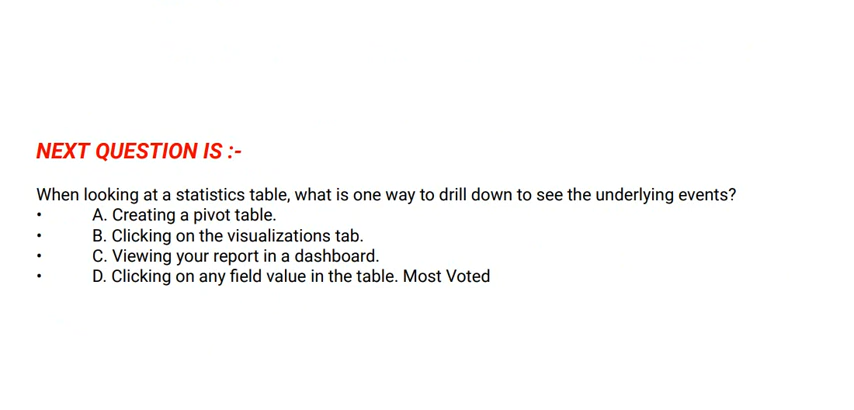 NEXT QUESTION IS :-
When looking at a statistics table, what is one way to drill down to see the underlying events?
• A. Creating a pivot table.
• B. Clicking on the visualizations tab.
• C. Viewing your report in a dashboard.
• D. Clicking on any field value in the table. Most Voted